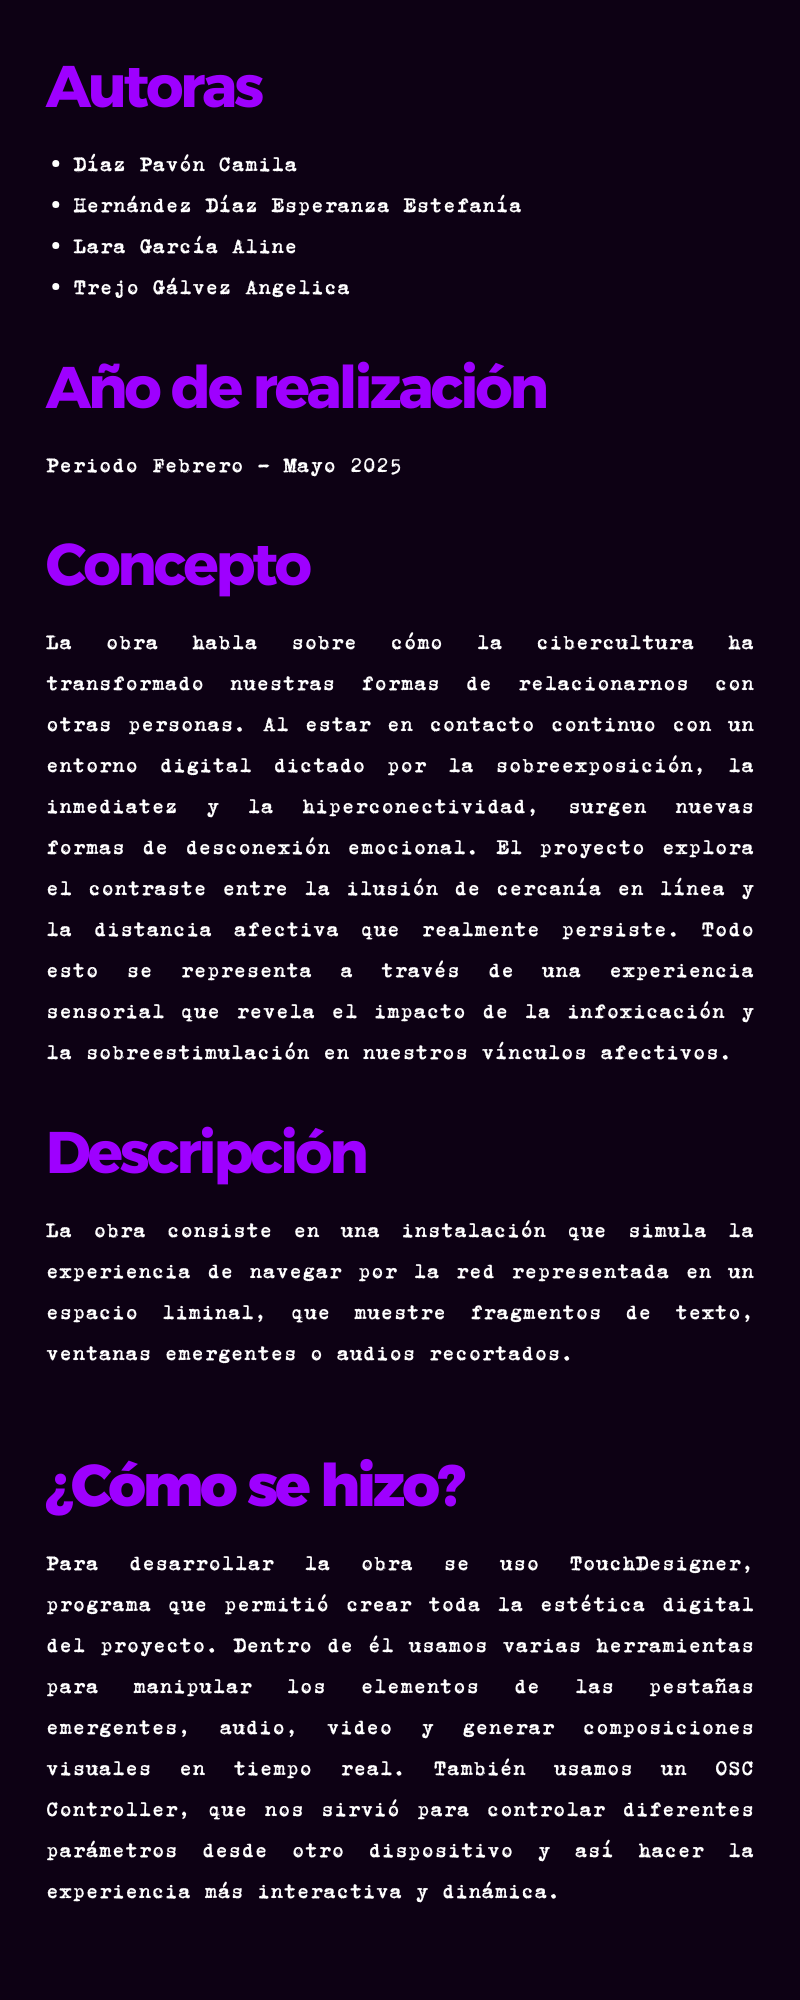 Autoras
• Díaz Pavón Camila
• Hernández Díaz Esperanza Estefanía
• Lara García Aline
• Trejo Gálvez Angelica
Año de realización
Periodo Febrero - Mayo 2025
Concepto
La obra habla sobre cómo la cibercultura ha
transformado nuestras formas de relacionarnos con
otras personas. Al estar en contacto continuo con un
entorno digital dictado por la sobreexposición, la
inmediatez y la hiperconectividad, surgen nuevas
formas de desconexión emocional. El proyecto explora
el contraste entre la ilusión de cercanía en línea y
la distancia afectiva que realmente persiste. Todo
esto se representa a través de una experiencia
sensorial que revela el impacto de la infoxicación y
la sobreestimulación en nuestros vínculos afectivos.
Descripción
La obra consiste en una instalación que simula la
experiencia de navegar por la red representada en un
espacio liminal, que muestre fragmentos de texto,
ventanas emergentes o audios recortados.
¿Cómo se hizo?
Para desarrollar la obra se uso TouchDesigner,
programa que permitió crear toda la estética digital
del proyecto. Dentro de él usamos varias herramientas
para manipular los elementos de las pestañas
emergentes, audio, video y generar composiciones
visuales en tiempo real. También usamos un OSC
Controller, que nos sirvió para controlar diferentes
parámetros desde otro dispositivo y así hacer la
experiencia más interactiva y dinámica.